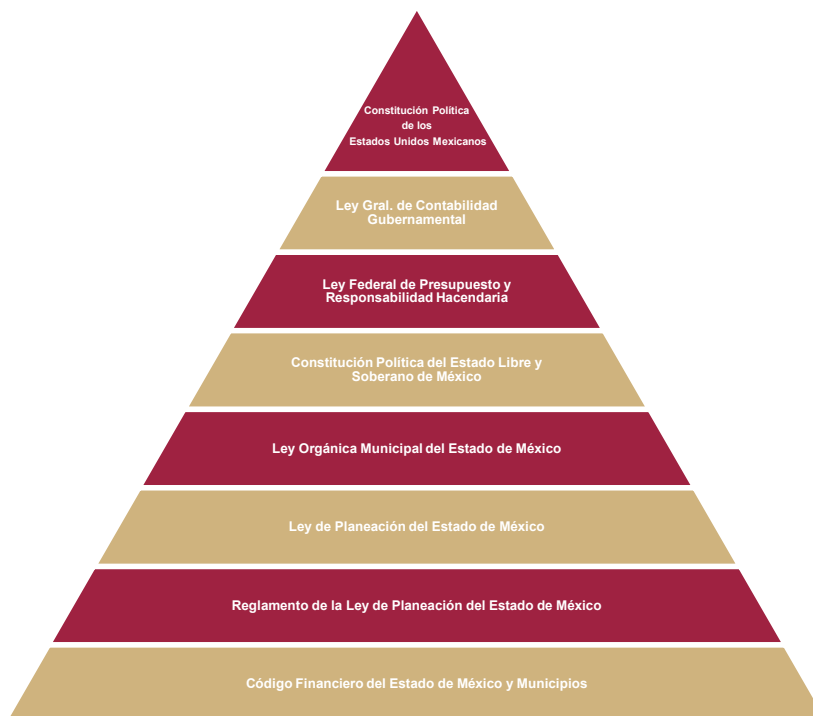 Constitución Política
de los
Estados Unidos Mexicanos
Ley Gral. de Contabilidad
Gubernamental
Ley Federal de Presupuesto y
Responsabilidad Hacendaria
Constitución Política del Estado Libre y
Soberano de México
Ley Orgánica Municipal del Estado de México
Ley de Planeación del Estado de México
Reglamento de la Ley de Planeación del Estado de México
Código Financiero del Estado de México y Municipios